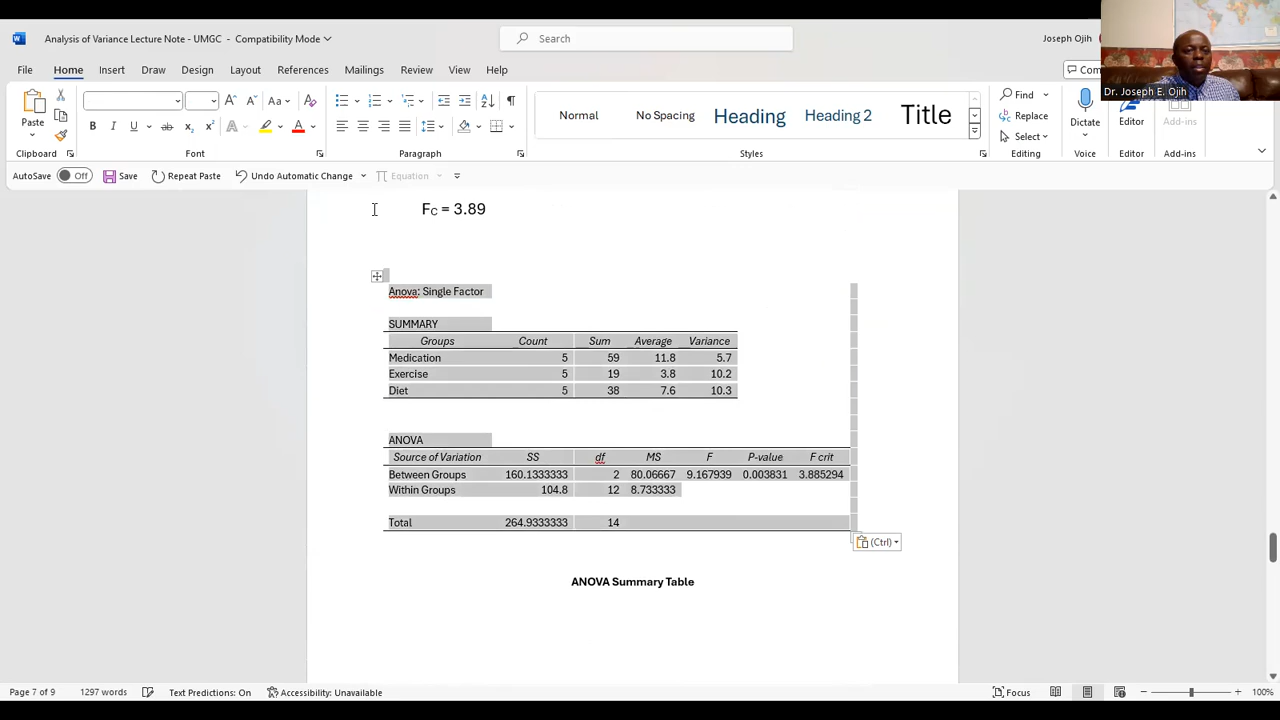 Analysis of Variance Lecture Note - UMGC - Compatibility Mode
Search
Joseph Ojih
Dr. Joseph E. Ojih
File Home Insert Draw Design Layout References Mailings Review View Help
Paste
Aa
B I U ab x₂ x² A A
Normal No Spacing Heading Heading 2 Title
Find
Replace
Select
Dictate Editor Add-ins
Clipboard Font Paragraph Styles Editing Voice Editor Add-ins
AutoSave Off Save Repeat Paste Undo Automatic Change Equation
FC = 3.89
Anova: Single Factor
SUMMARY
Groups Count Sum Average Variance
Medication 5 59 11.8 5.7
Exercise 5 19 3.8 10.2
Diet 5 38 7.6 10.3
ANOVA
Source of Variation SS df MS F P-value F crit
Between Groups 160.1333333 2 80.06667 9.167939 0.003831 3.885294
Within Groups 104.8 12 8.733333
Total 264.9333333 14
(Ctrl)
ANOVA Summary Table
Page 7 of 9 1297 words Text Predictions: On Accessibility: Unavailable Focus 100%